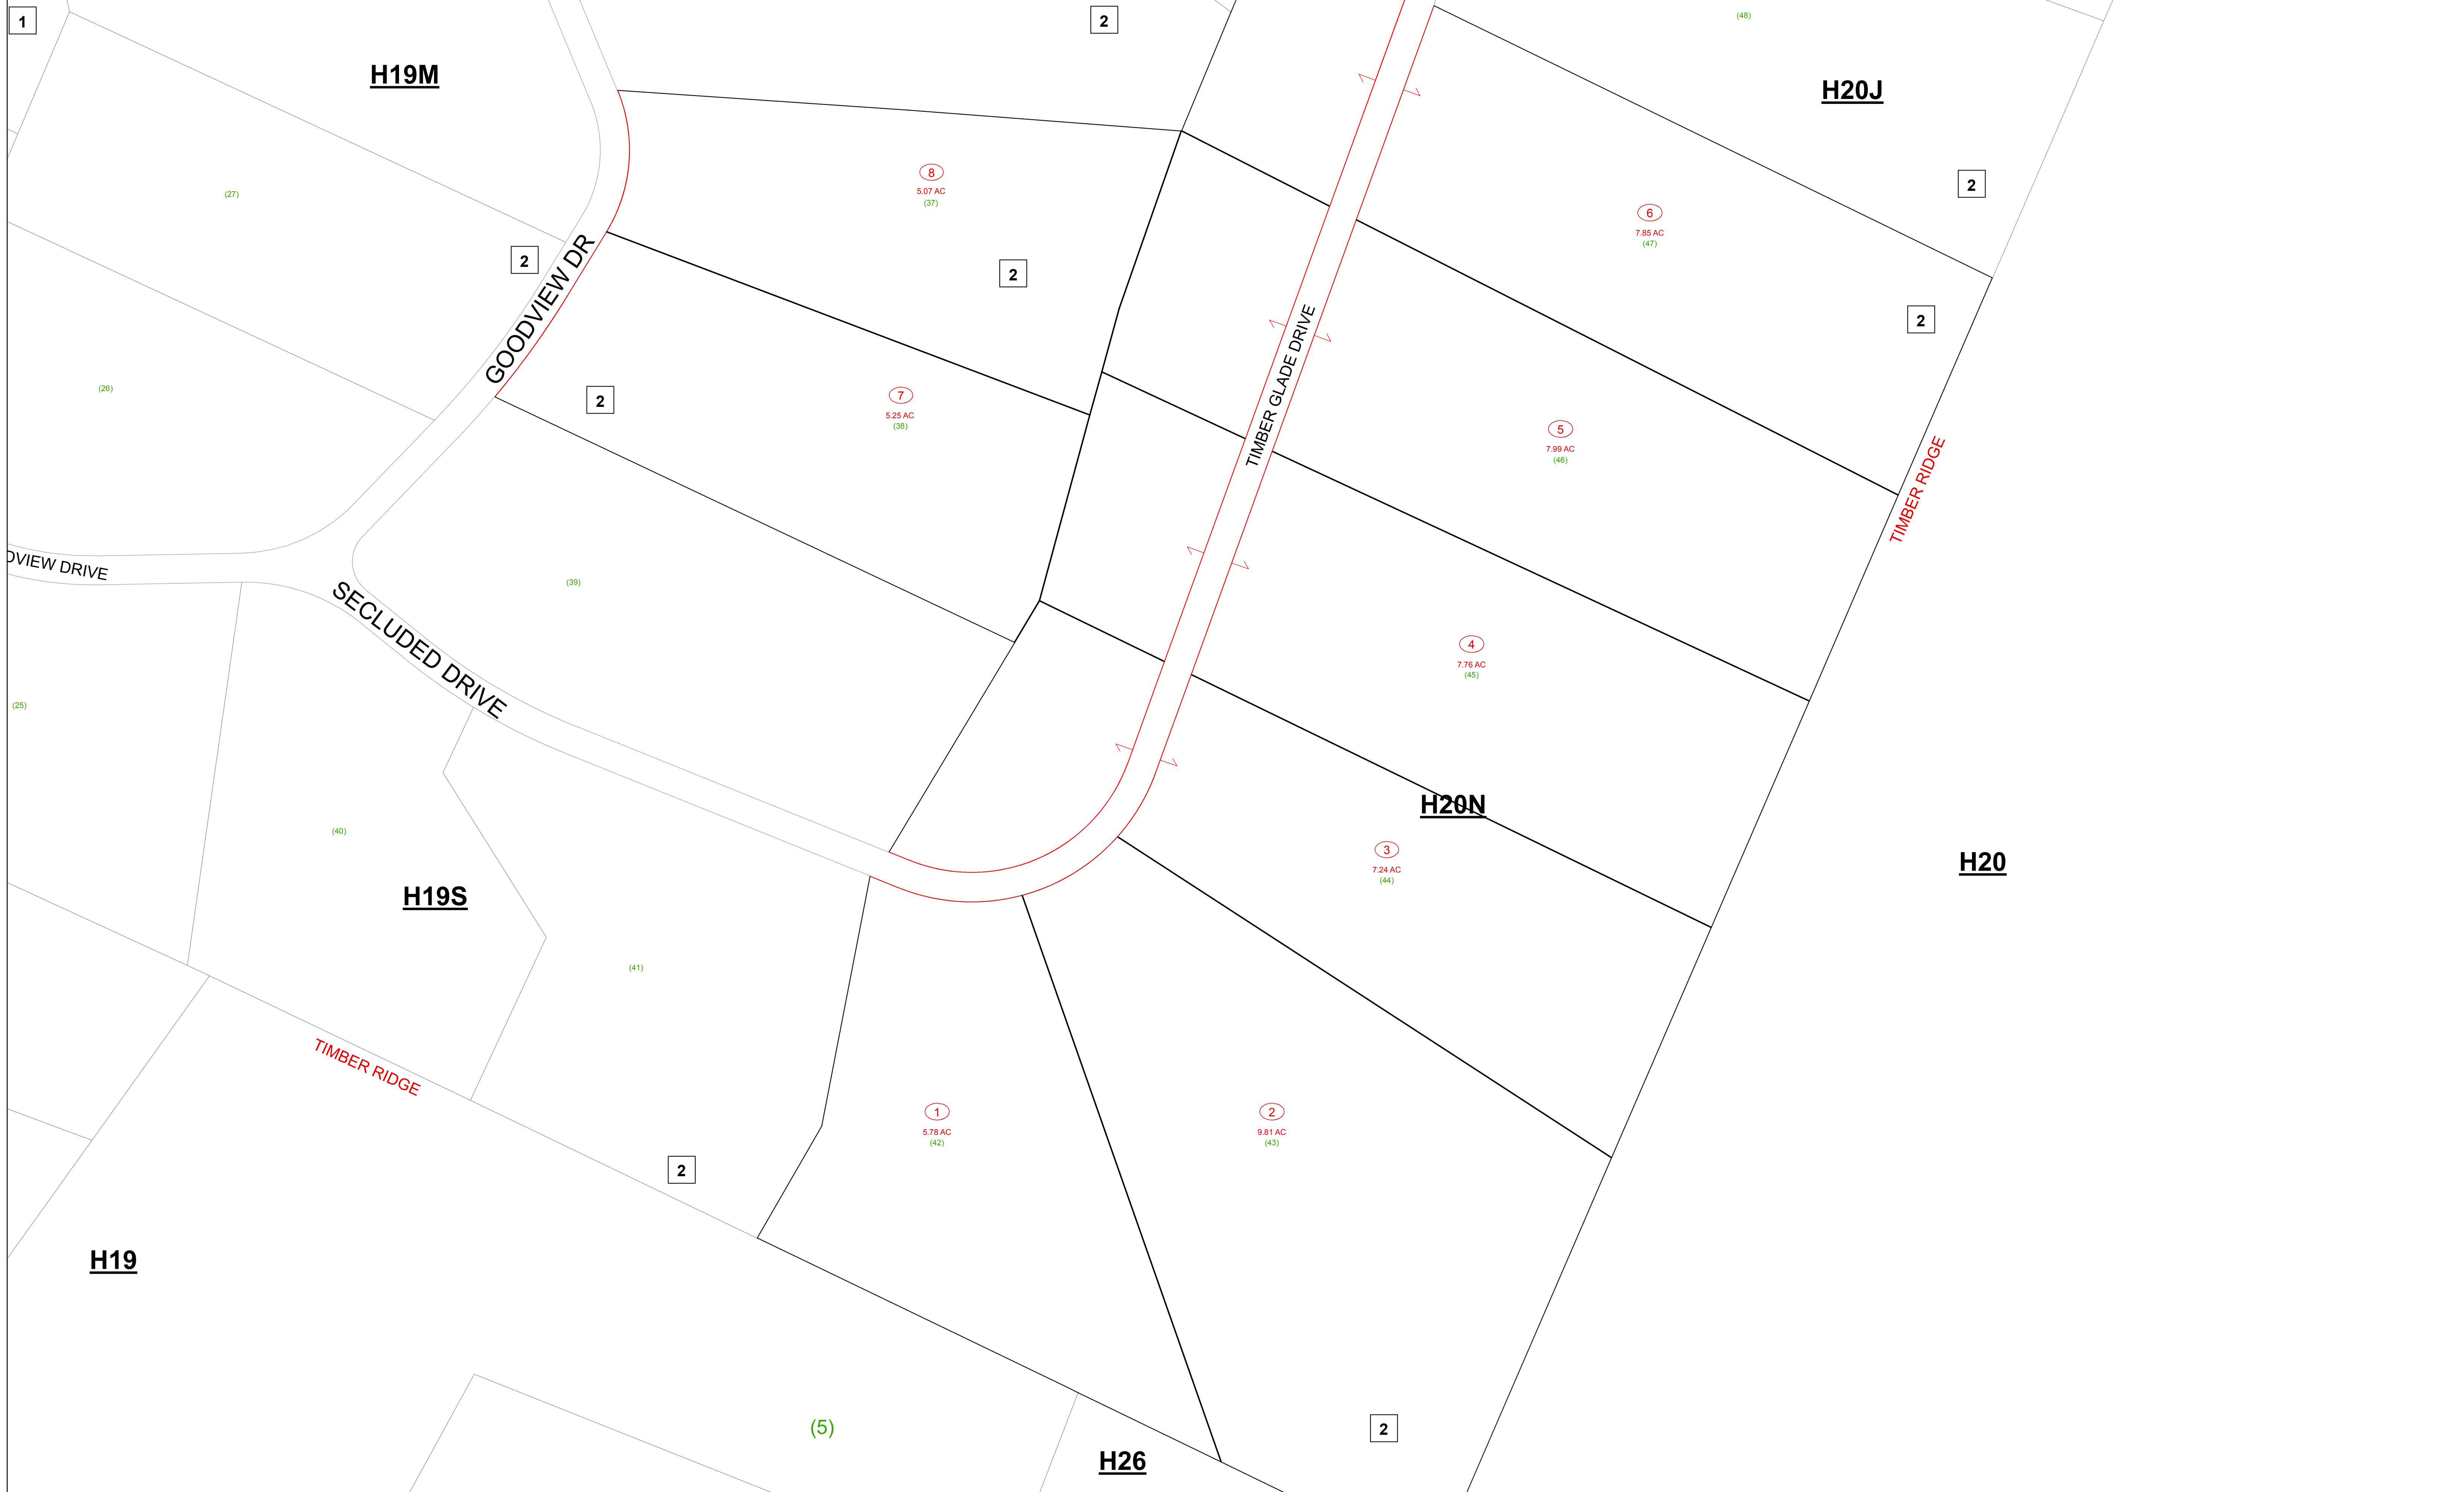 1
2
(48)
H19M
H20J
8
5.07 AC
(37)
2
(27)
6
7.85 AC
(47)
2
GOODVIEW DR
2
2
(26)
2
7
5.25 AC
(38)
TIMBER GLADE DRIVE
5
7.99 AC
(46)
TIMBER RIDGE
DVIEW DRIVE
(39)
SECLUDED DRIVE
4
7.76 AC
(45)
(25)
H20N
(40)
3
7.24 AC
(44)
H20
H19S
(41)
TIMBER RIDGE
1
5.78 AC
(42)
2
9.81 AC
(43)
2
H19
(5)
2
H26